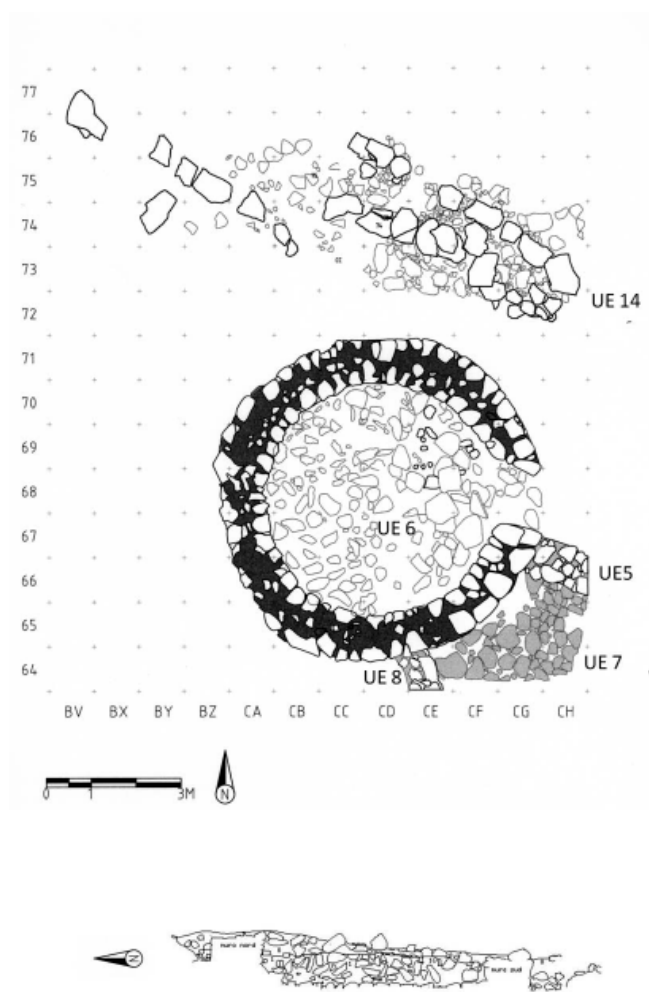 77
76
75
74
73
UE 14
72
71
70
69
68
67
UE 6
66
UE5
65
UE 7
64
UE 8
BV BX BY BZ CA CB CC CD CE CF CG CH
0 1 3M
N
N
muro nord
muro sud